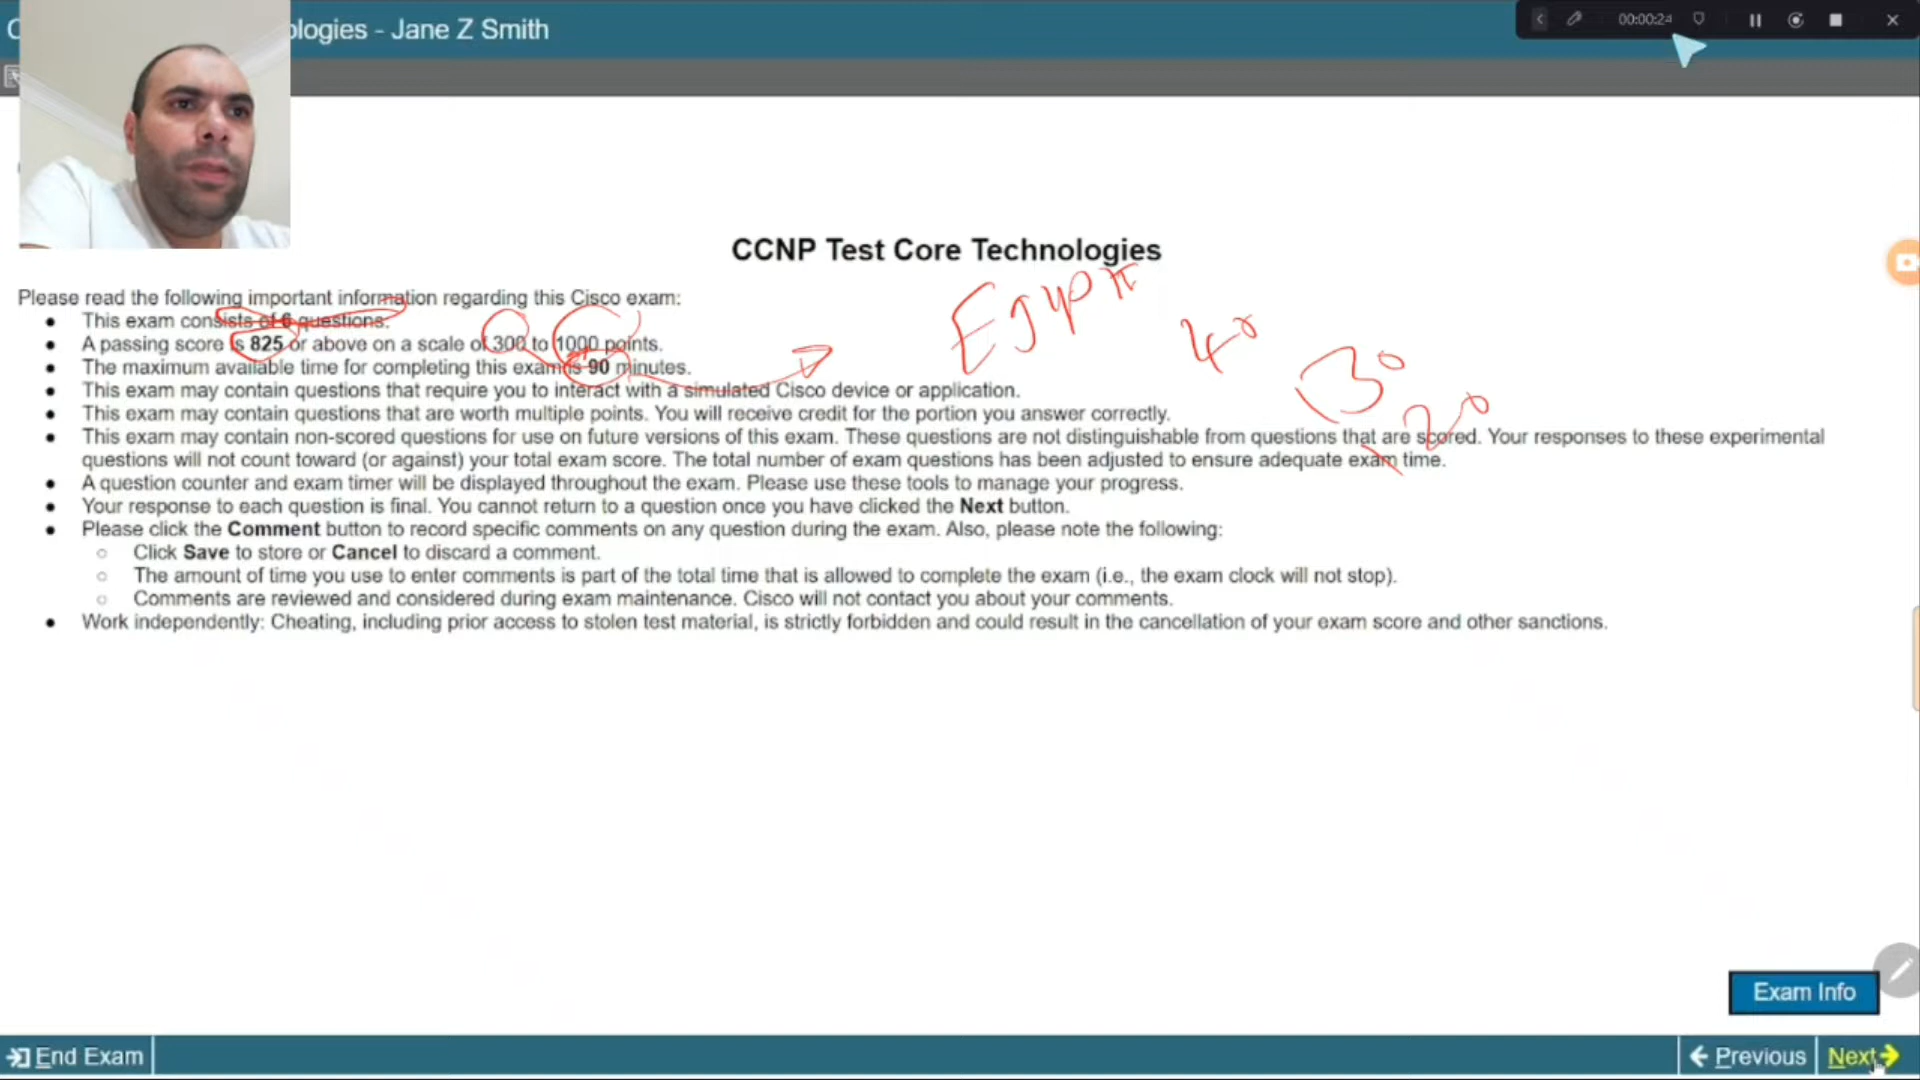 C
ologies - Jane Z Smith
00:00:24
CCNP Test Core Technologies
Please read the following important information regarding this Cisco exam:
This exam consists of 6 questions.
A passing score is 825 or above on a scale of 300 to 1000 points.
The maximum available time for completing this exam is 90 minutes.
This exam may contain questions that require you to interact with a simulated Cisco device or application.
This exam may contain questions that are worth multiple points. You will receive credit for the portion you answer correctly.
This exam may contain non-scored questions for use on future versions of this exam. These questions are not distinguishable from questions that are scored. Your responses to these experimental
questions will not count toward (or against) your total exam score. The total number of exam questions has been adjusted to ensure adequate exam time.
A question counter and exam timer will be displayed throughout the exam. Please use these tools to manage your progress.
Your response to each question is final. You cannot return to a question once you have clicked the Next button.
Please click the Comment button to record specific comments on any question during the exam. Also, please note the following:
Click Save to store or Cancel to discard a comment.
The amount of time you use to enter comments is part of the total time that is allowed to complete the exam (i.e., the exam clock will not stop).
Comments are reviewed and considered during exam maintenance. Cisco will not contact you about your comments.
Work independently: Cheating, including prior access to stolen test material, is strictly forbidden and could result in the cancellation of your exam score and other sanctions.
Egypt
40
30
20
Exam Info
End Exam
Previous
Next